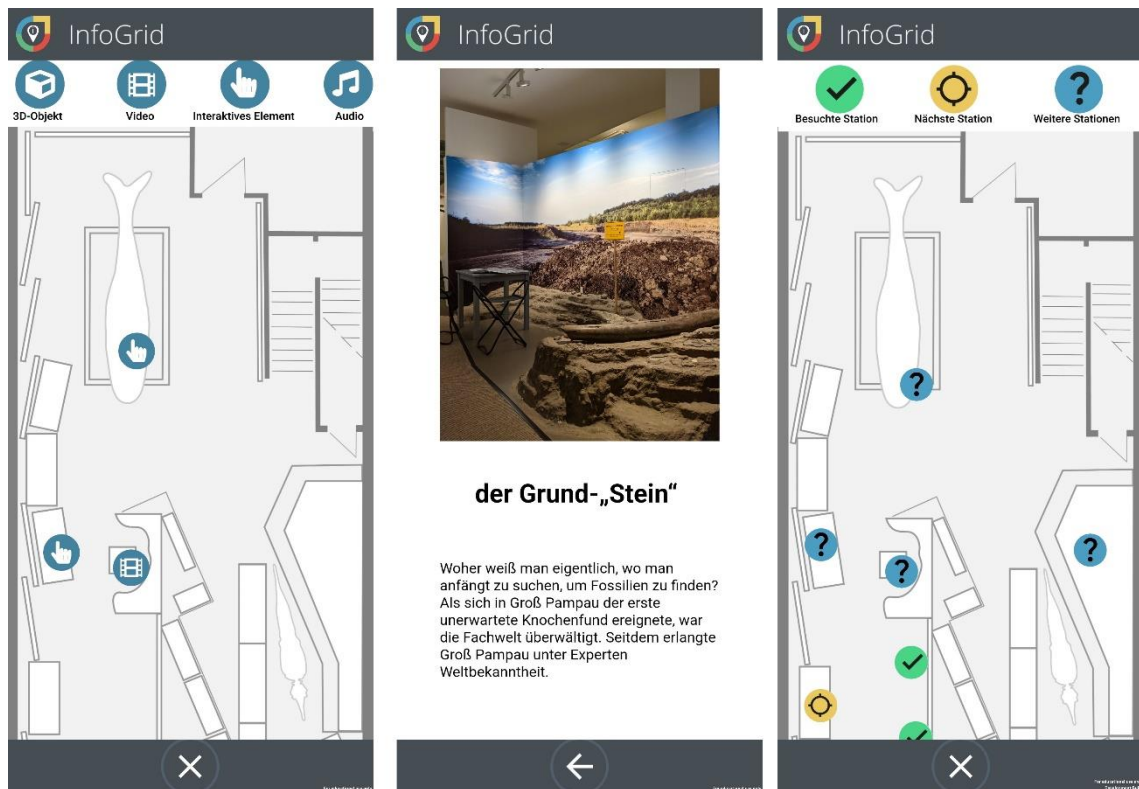 InfoGrid
3D-Objekt
Video
Interaktives Element
Audio
InfoGrid
der Grund-„Stein“
Woher weiß man eigentlich, wo man
anfängt zu suchen, um Fossilien zu finden?
Als sich in Groß Pampau der erste
unerwartete Knochenfund ereignete, war
die Fachwelt überwältigt. Seitdem erlangte
Groß Pampau unter Experten
Weltbekanntheit.
InfoGrid
Besuchte Station
Nächste Station
Weitere Stationen
?
?
?
?
?